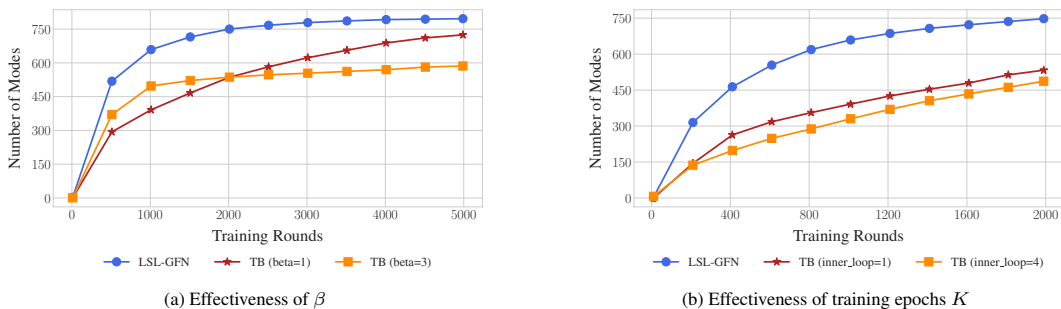 Number of Modes
750
600
450
300
150
0
0 1000 2000 3000 4000 5000
Training Rounds
LSL-GFN TB (beta=1) TB (beta=3)
(a) Effectiveness of β
Number of Modes
750
600
450
300
150
0
0 400 800 1200 1600 2000
Training Rounds
LSL-GFN TB (inner_loop=1) TB (inner_loop=4)
(b) Effectiveness of training epochs K